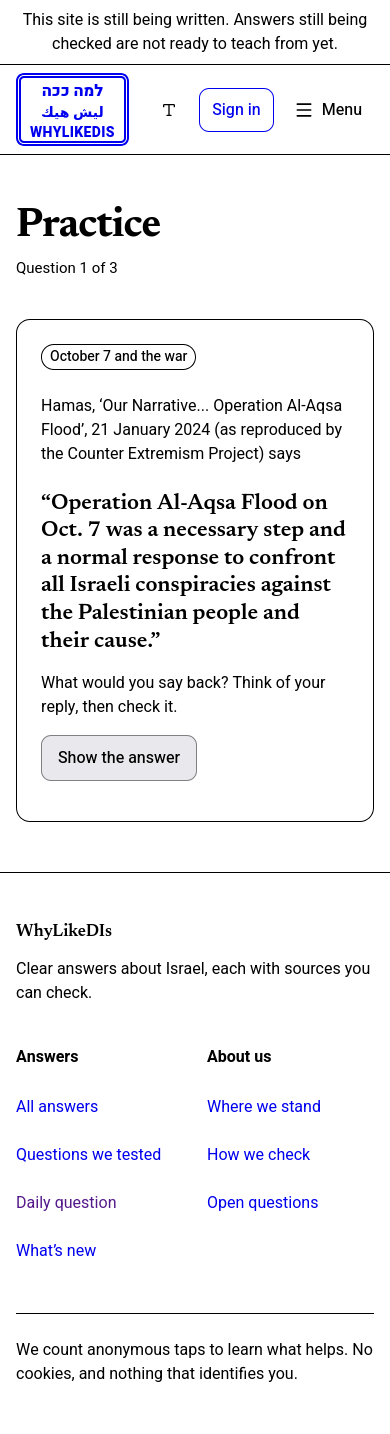 This site is still being written. Answers still being
checked are not ready to teach from yet.
למה ככה
ليش هيك
WHYLIKEDIS
T
Sign in
Menu
Practice
Question 1 of 3
October 7 and the war
Hamas, ‘Our Narrative... Operation Al-Aqsa
Flood’, 21 January 2024 (as reproduced by
the Counter Extremism Project) says
“Operation Al-Aqsa Flood on
Oct. 7 was a necessary step and
a normal response to confront
all Israeli conspiracies against
the Palestinian people and
their cause.”
What would you say back? Think of your
reply, then check it.
Show the answer
WhyLikeDIs
Clear answers about Israel, each with sources you
can check.
Answers
All answers
Questions we tested
Daily question
What’s new
About us
Where we stand
How we check
Open questions
We count anonymous taps to learn what helps. No
cookies, and nothing that identifies you.